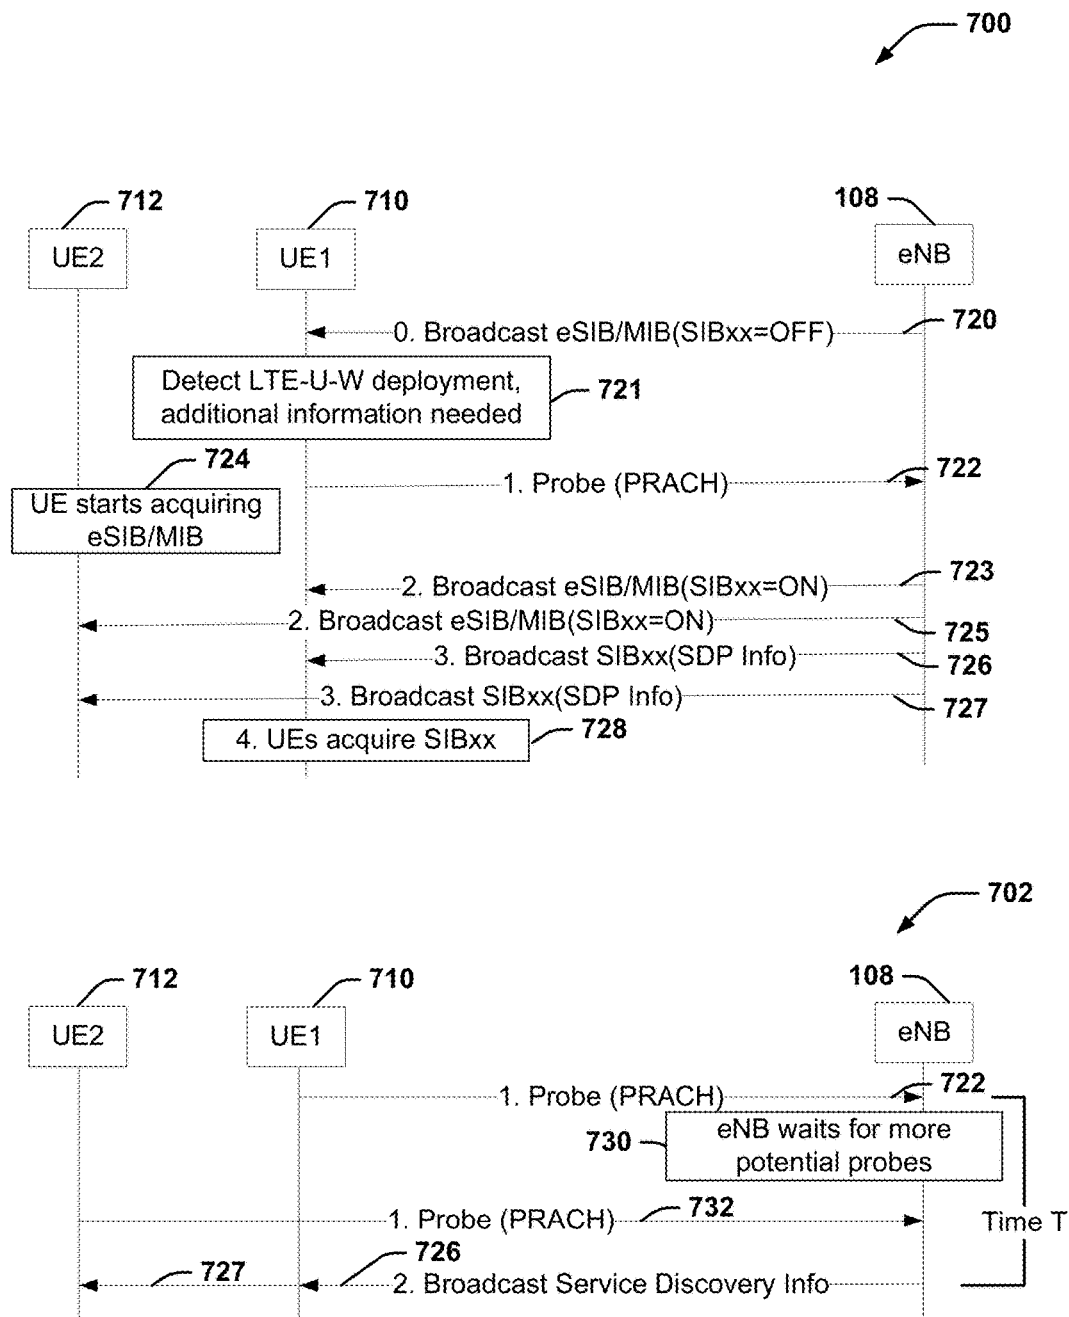 700
712
710
108
UE2
UE1
eNB
0. Broadcast eSIB/MIB(SIBxx=OFF)
720
Detect LTE-U-W deployment,
additional information needed
721
724
1. Probe (PRACH)
722
UE starts acquiring
eSIB/MIB
2. Broadcast eSIB/MIB(SIBxx=ON)
723
2. Broadcast eSIB/MIB(SIBxx=ON)
725
3. Broadcast SIBxx(SDP Info)
726
3. Broadcast SIBxx(SDP Info)
727
4. UEs acquire SIBxx
728
702
712
710
108
UE2
UE1
eNB
1. Probe (PRACH)
722
730
eNB waits for more
potential probes
1. Probe (PRACH)
732
Time T
727
726
2. Broadcast Service Discovery Info